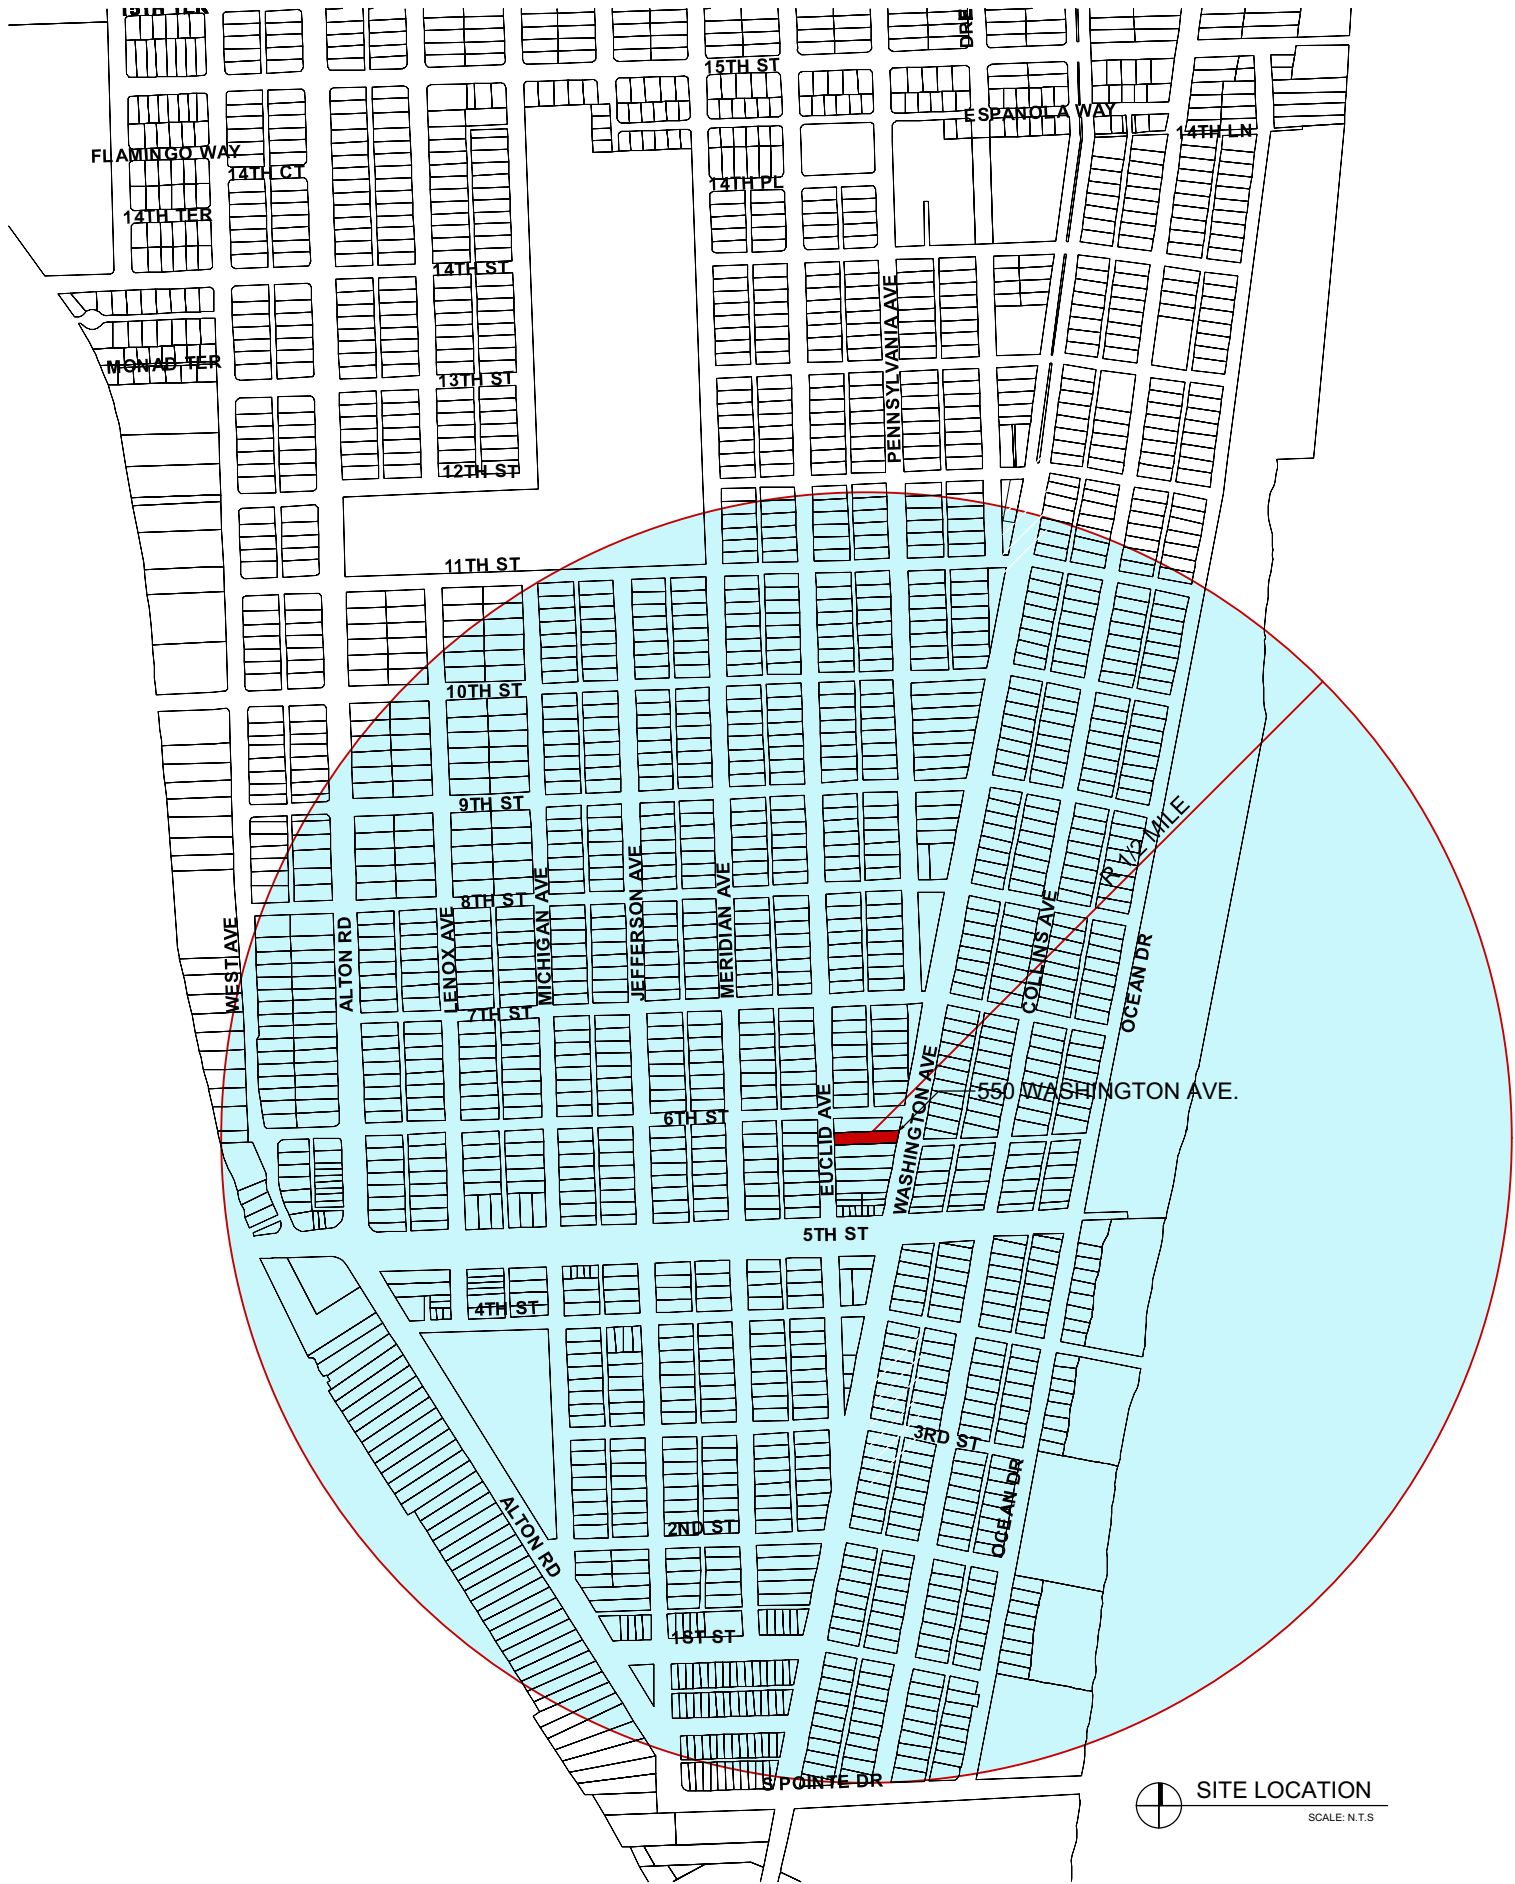 15TH TER
DRE
15TH ST
ESPANOLA WAY
14TH LN
FLAMINGO WAY
14TH CT
14TH PL
14TH TER
14TH ST
PENNSYLVANIA AVE
MONAD TER
13TH ST
12TH ST
11TH ST
10TH ST
9TH ST
R 1/2 MILE
8TH ST
WEST AVE
ALTON RD
LENOX AVE
MICHIGAN AVE
JEFFERSON AVE
MERIDIAN AVE
COLLINS AVE
OCEAN DR
7TH ST
550 WASHINGTON AVE.
6TH ST
EUCLID AVE
WASHINGTON AVE
5TH ST
4TH ST
3RD ST
OCEAN DR
ALTON RD
2ND ST
1ST ST
S POINTE DR
SITE LOCATION
SCALE: N.T.S